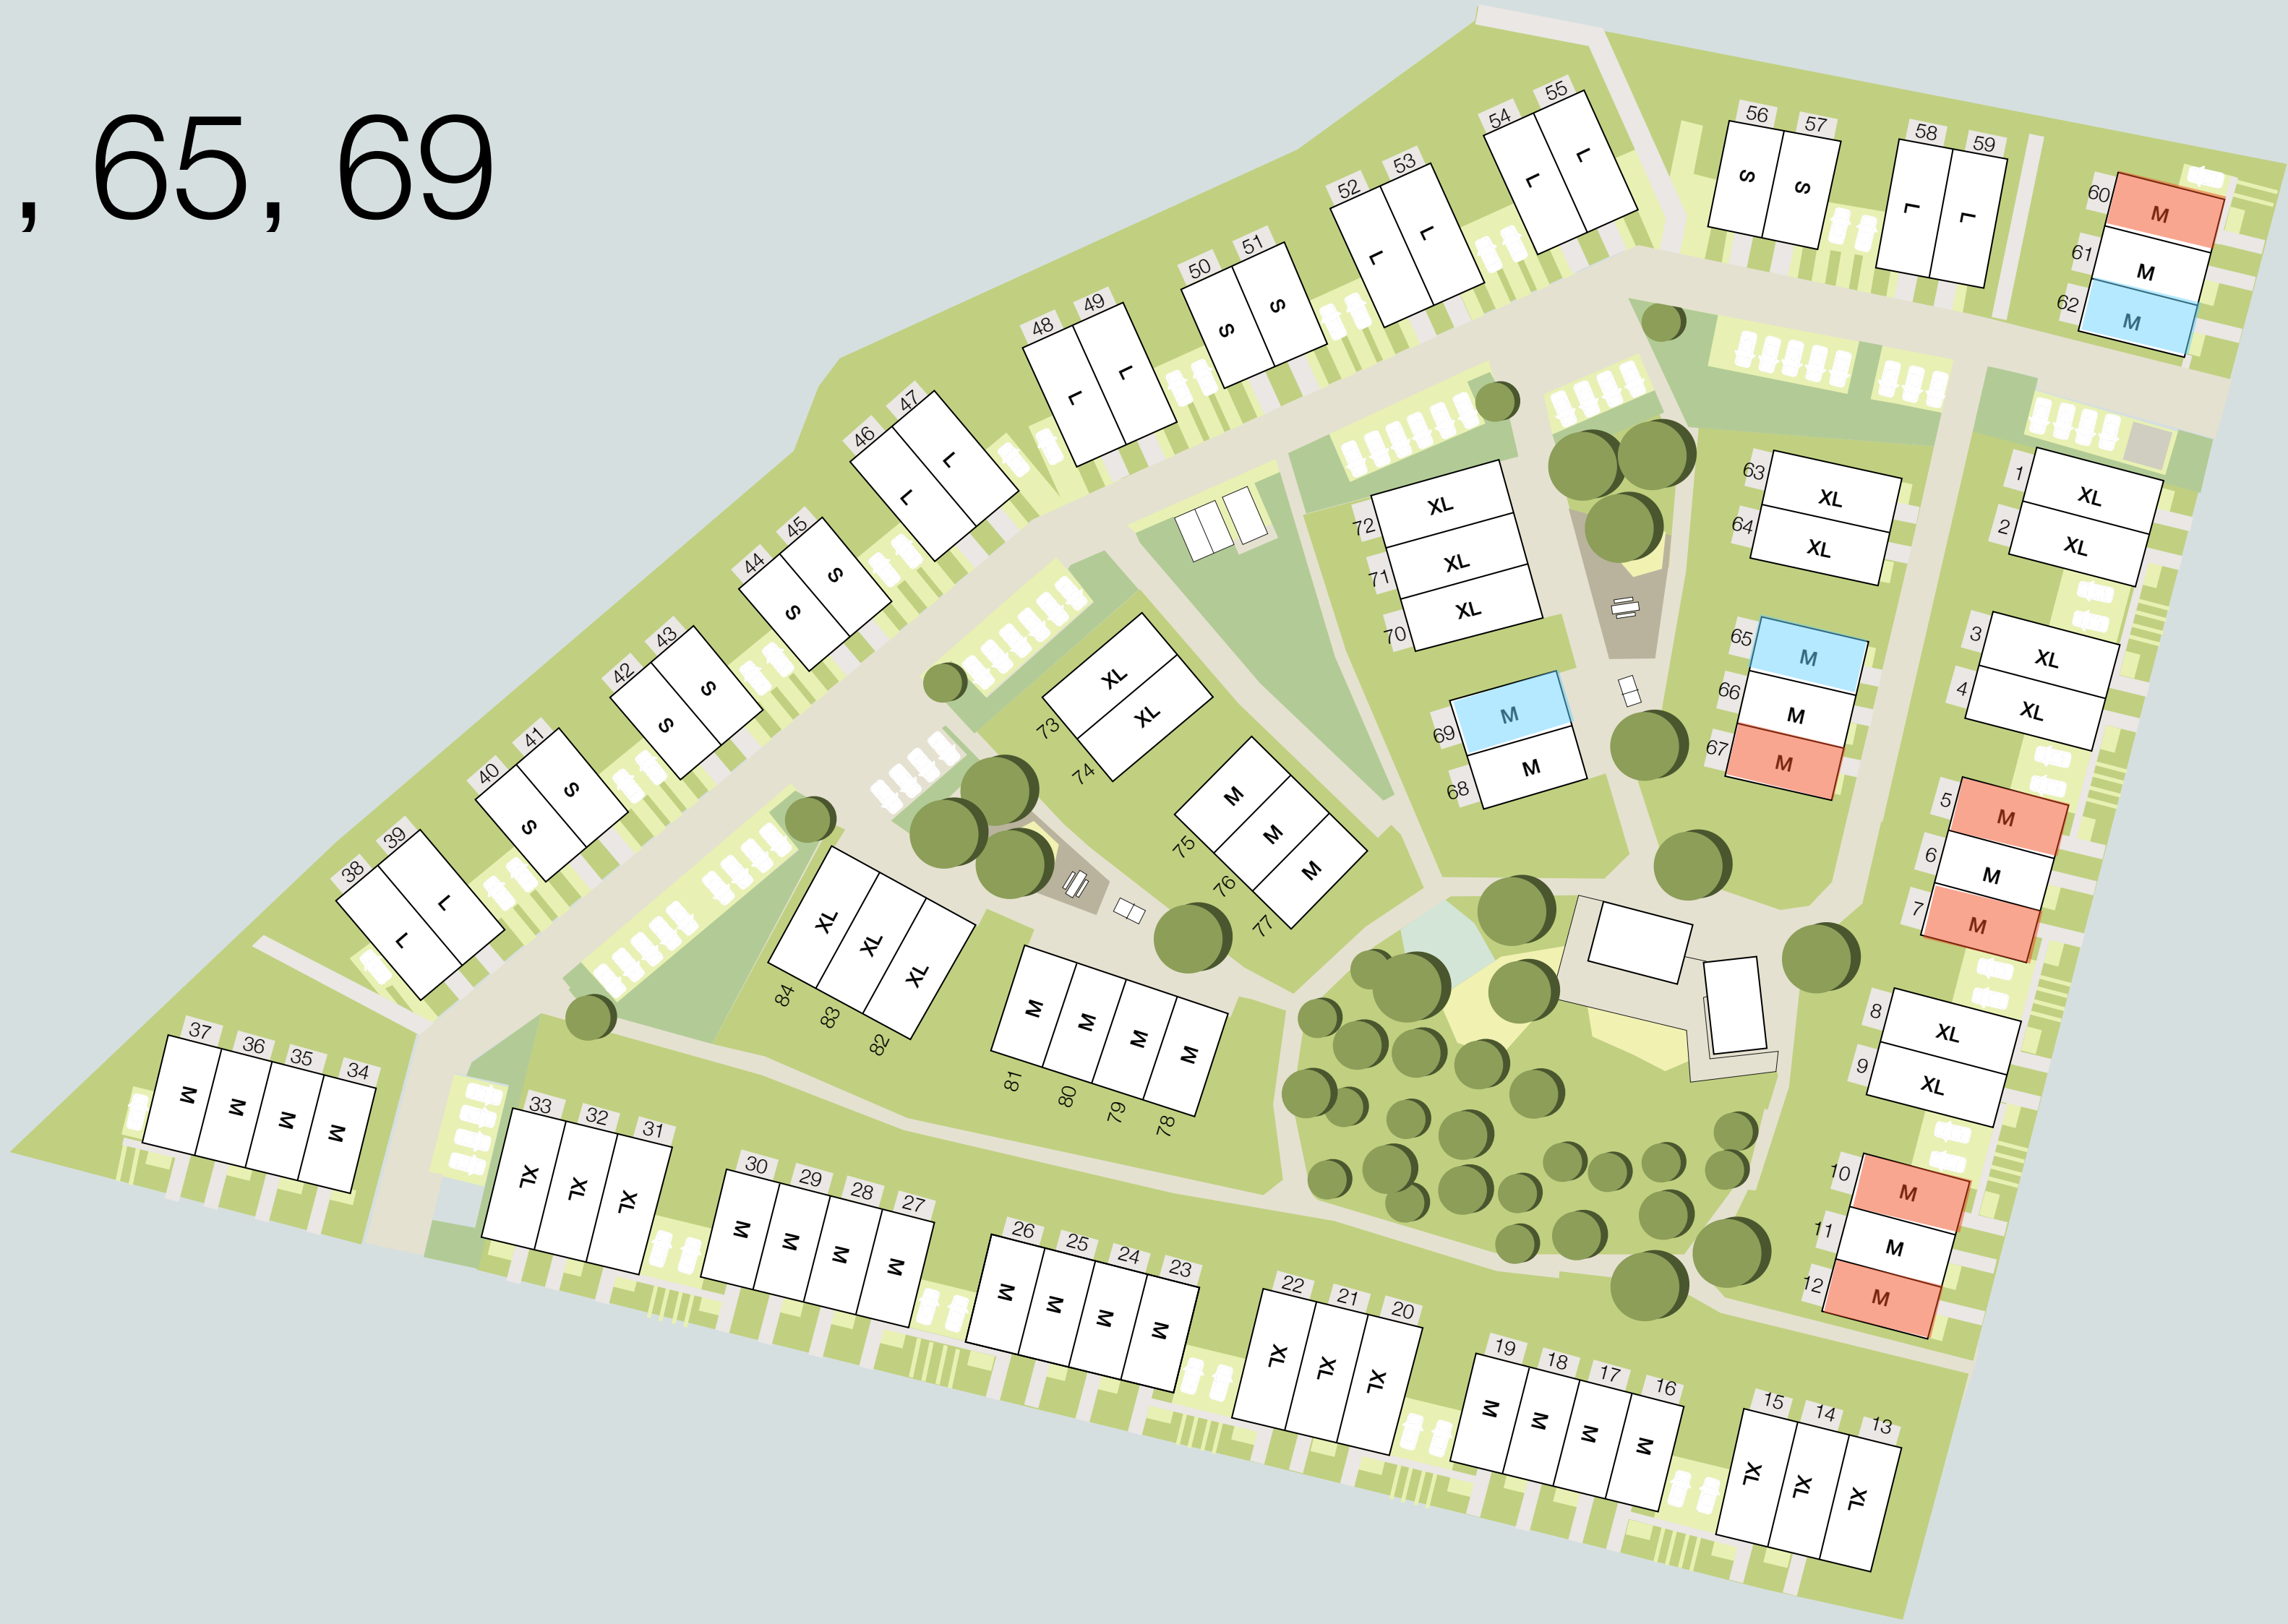 , 65, 69
54 55
L L
52 53
L L
50 51
S S
48 49
L L
46 47
L L
44 45
S S
42 43
S S
40 41
S S
38 39
L L
56 57
S S
58 59
L L
60 M
61 M
62 M
63 XL
64 XL
65 M
66 M
67 M
72 XL
71 XL
70 XL
69 M
68 M
1 XL
2 XL
3 XL
4 XL
5 M
6 M
7 M
8 XL
9 XL
10 M
11 M
12 M
73 XL
74 XL
75 M
76 M
77 M
XL XL XL
84 83 82
M M M M
81 80 79 78
37 36 35 34
M M M M
33 32 31
XL XL XL
30 29 28 27
M M M M
26 25 24 23
M M M M
22 21 20
XL XL XL
19 18 17 16
M M M M
15 14 13
XL XL XL